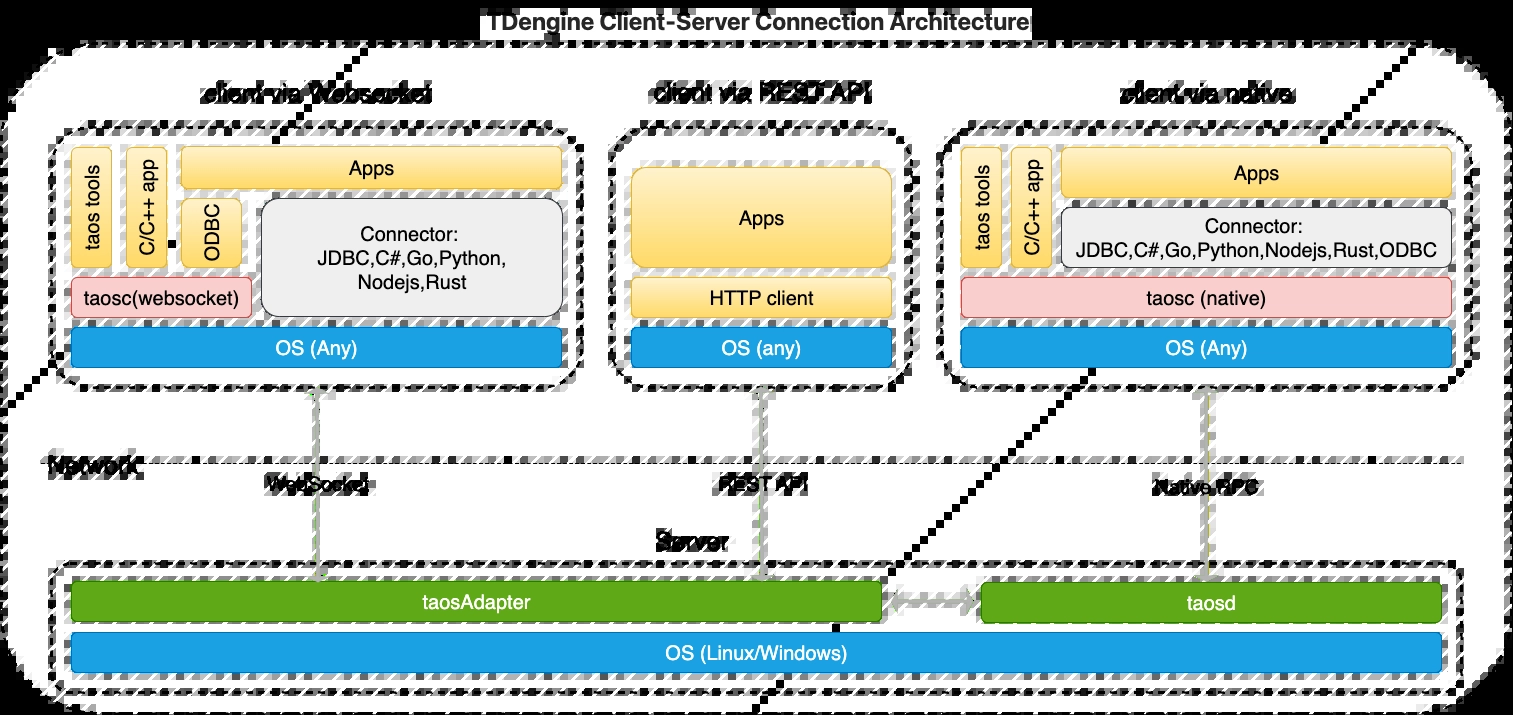 TDengine Client-Server Connection Architecture
client via Websocket
client via REST API
client via native
taos tools
C/C++ app
Apps
ODBC
Connector:
JDBC,C#,Go,Python,
Nodejs,Rust
taosc(websocket)
OS (Any)
Apps
HTTP client
OS (any)
taos tools
C/C++ app
Apps
Connector:
JDBC,C#,Go,Python,Nodejs,Rust,ODBC
taosc (native)
OS (Any)
Network
WebSocket
REST API
Native RPC
Server
taosAdapter
taosd
OS (Linux/Windows)